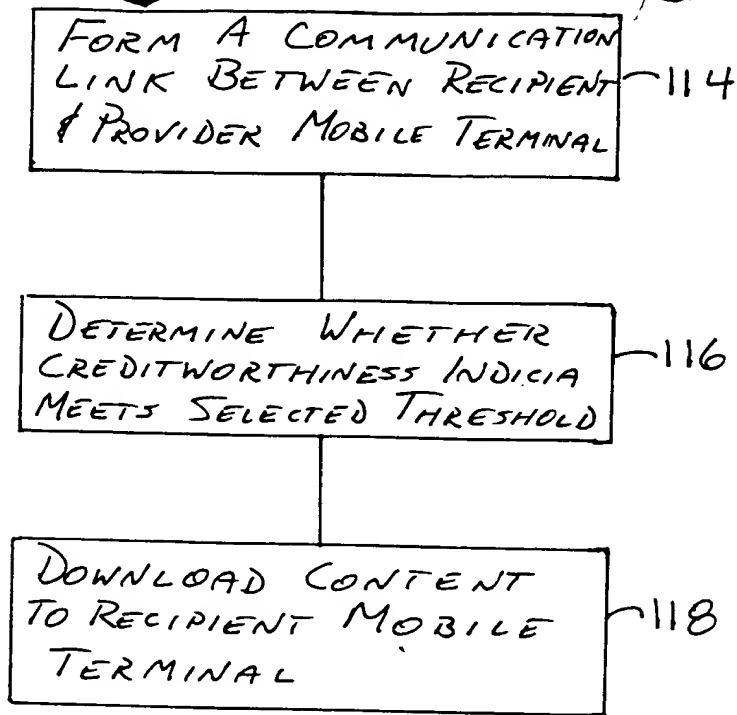 FORM A COMMUNICATION
LINK BETWEEN RECIPIENT
& PROVIDER MOBILE TERMINAL
114
DETERMINE WHETHER
CREDITWORTHINESS INDICIA
MEETS SELECTED THRESHOLD
116
DOWNLOAD CONTENT
TO RECIPIENT MOBILE
TERMINAL
118